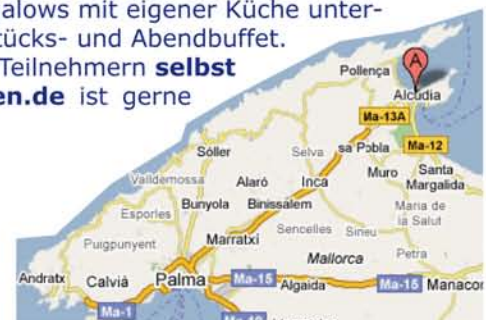 alows mit eigener Küche unter-
tücks- und Abendbuffet.
Teilnehmern selbst
en.de ist gerne
Pollença
A
Alcúdia
Ma-13A
Sóller
Selva
sa Pobla
Ma-12
Valldemossa
Alaró
Inca
Muro
Santa
Margalida
Esporles
Bunyola
Binissalem
Maria de
la Salut
Puigpunyent
Marratxi
Sencelles
Sineu
Mallorca
Petra
Andratx
Calvià
Palma
Ma-15
Algaida
Ma-15
Manacor
Ma-1